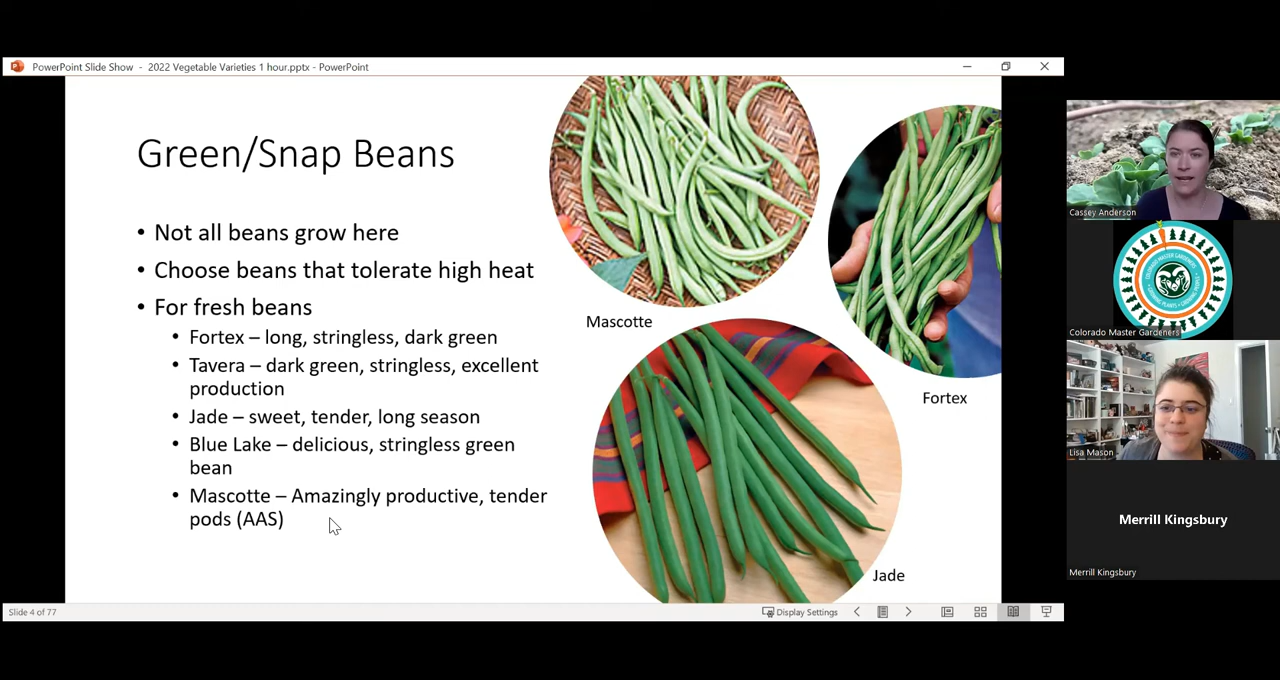 PowerPoint Slide Show - 2022 Vegetable Varieties 1 hour.pptx - PowerPoint
Green/Snap Beans
• Not all beans grow here
• Choose beans that tolerate high heat
• For fresh beans
• Fortex – long, stringless, dark green
• Tavera – dark green, stringless, excellent
production
• Jade – sweet, tender, long season
• Blue Lake – delicious, stringless green
bean
• Mascotte – Amazingly productive, tender
pods (AAS)
Mascotte
Fortex
Jade
Slide 4 of 77
Display Settings
Cassey Anderson
COLORADO MASTER GARDENERS
Colorado Master Gardeners
Lisa Mason
Merrill Kingsbury
Merrill Kingsbury